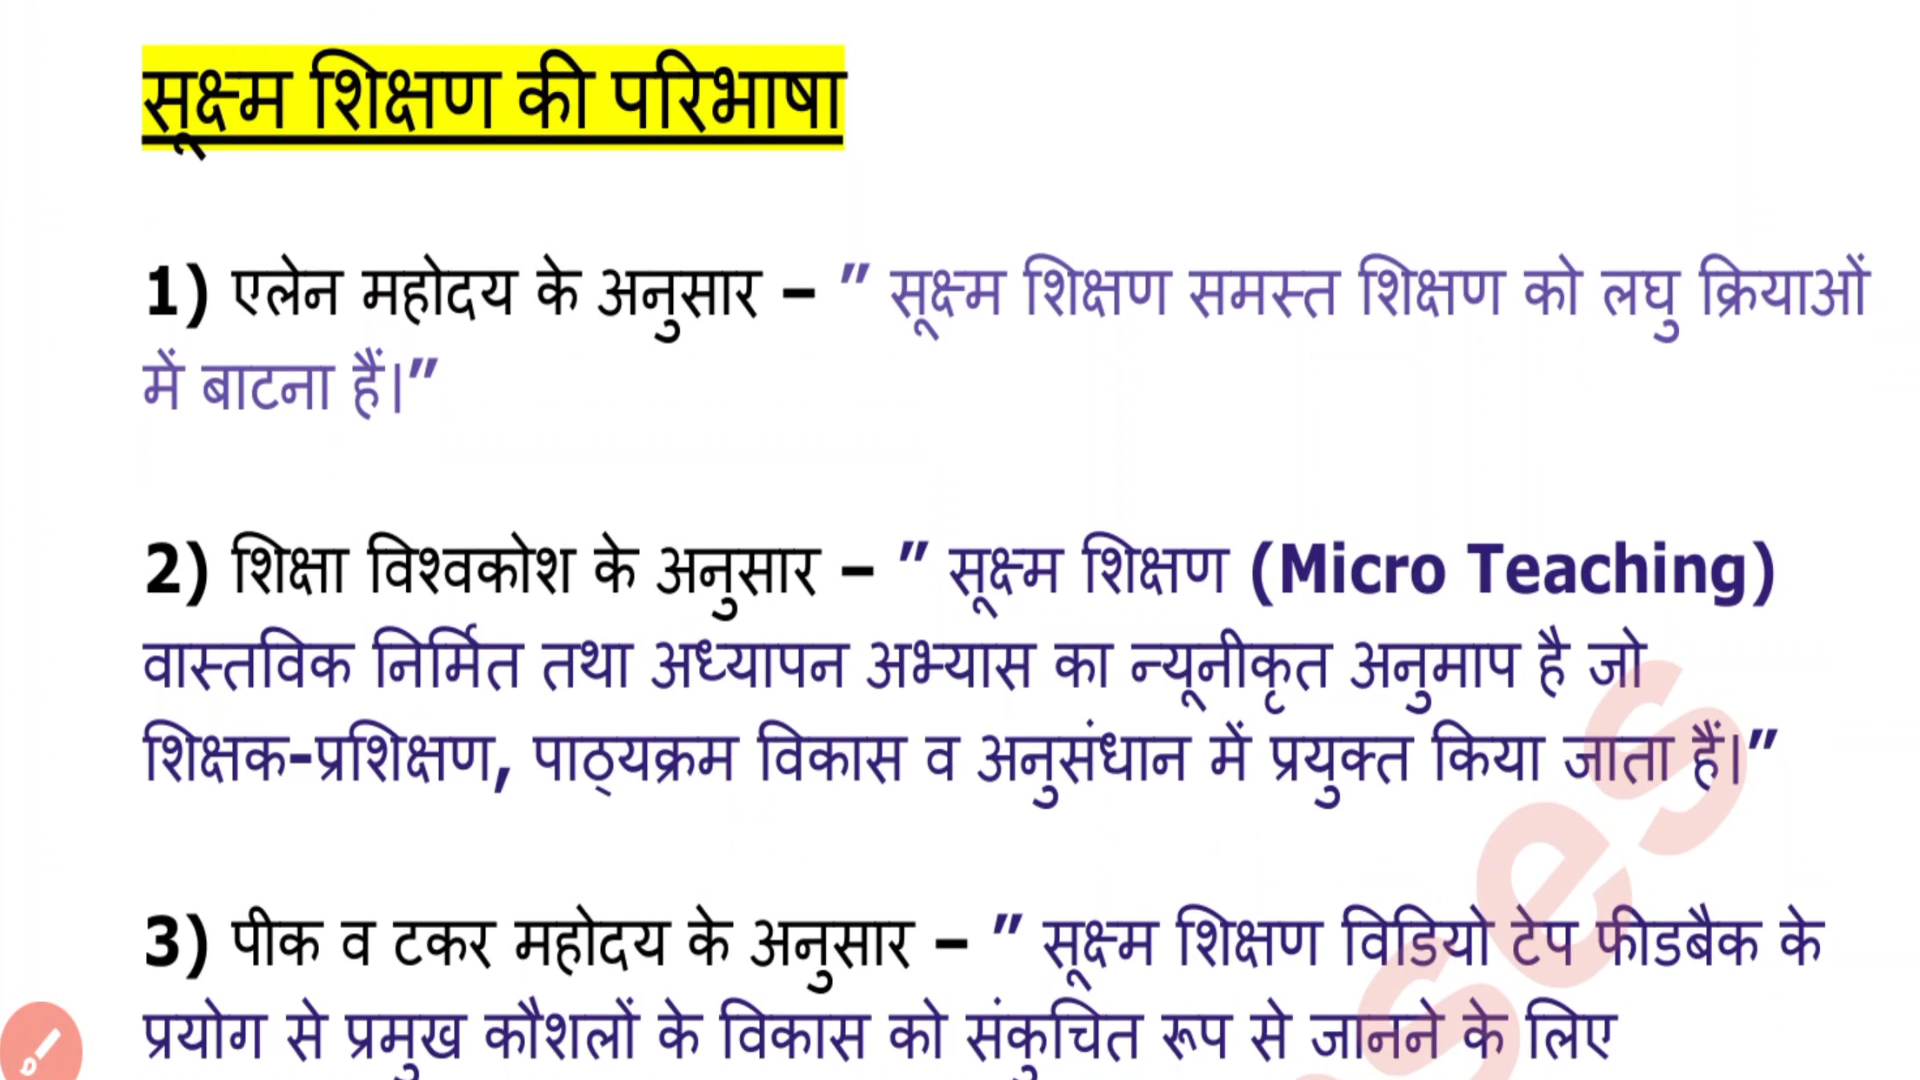 सूक्ष्म शिक्षण की परिभाषा
1) एलेन महोदय के अनुसार – ” सूक्ष्म शिक्षण समस्त शिक्षण को लघु क्रियाओं
में बाटना हैं।”
2) शिक्षा विश्वकोश के अनुसार – ” सूक्ष्म शिक्षण (Micro Teaching)
वास्तविक निर्मित तथा अध्यापन अभ्यास का न्यूनीकृत अनुमाप है जो
शिक्षक-प्रशिक्षण, पाठ्यक्रम विकास व अनुसंधान में प्रयुक्त किया जाता हैं।”
3) पीक व टकर महोदय के अनुसार – ” सूक्ष्म शिक्षण विडियो टेप फीडबैक के
प्रयोग से प्रमुख कौशलों के विकास को संकुचित रूप से जानने के लिए